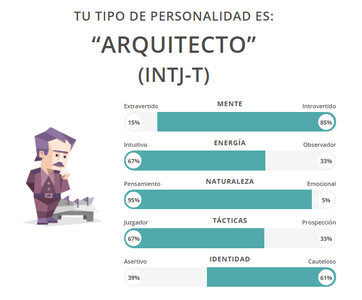 TU TIPO DE PERSONALIDAD ES:
“ARQUITECTO”
(INTJ-T)
Extravertido MENTE Introvertido
15% 85%
Intuitivo ENERGÍA Observador
67% 33%
Pensamiento NATURALEZA Emocional
95% 5%
Juzgador TÁCTICAS Prospección
67% 33%
Asertivo IDENTIDAD Cauteloso
39% 61%